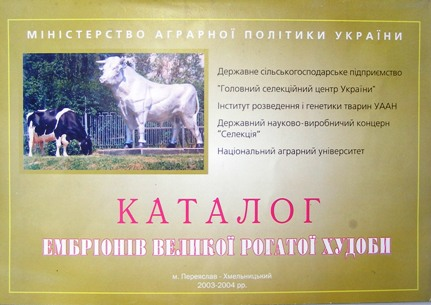 МІНІСТЕРСТВО АГРАРНОЇ ПОЛІТИКИ УКРАЇНИ
Державне сільськогосподарське підприємство
"Головний селекційний центр України"
Інститут розведення і генетики тварин УААН
Державний науково-виробничий концерн
"Селекція"
Національний аграрний університет
КАТАЛОГ
ЕМБРІОНІВ ВЕЛИКОЇ РОГАТОЇ ХУДОБИ
м. Переяслав - Хмельницький
2003-2004 рр.